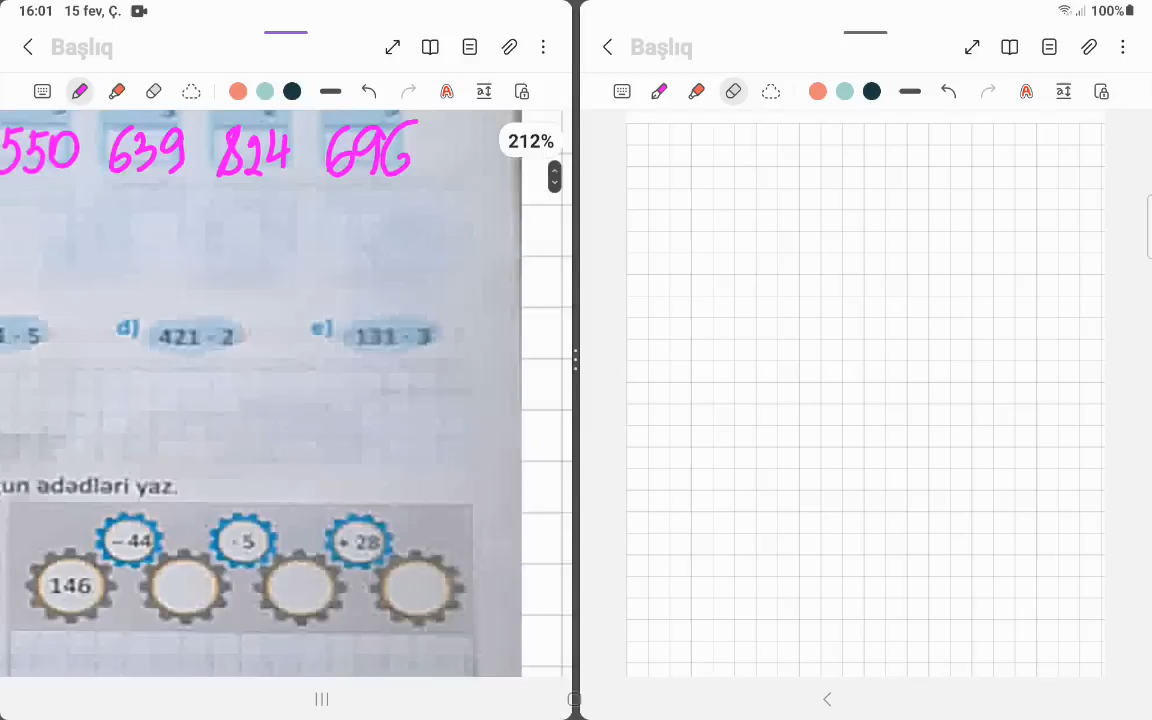 16:01 15 fev, Ç. 100%
Başlıq
Başlıq
550 639 824 696
212%
· 5 d) 421 · 2 e) 131 · 3
ədədləri yaz.
– 44 · 5 + 28
146